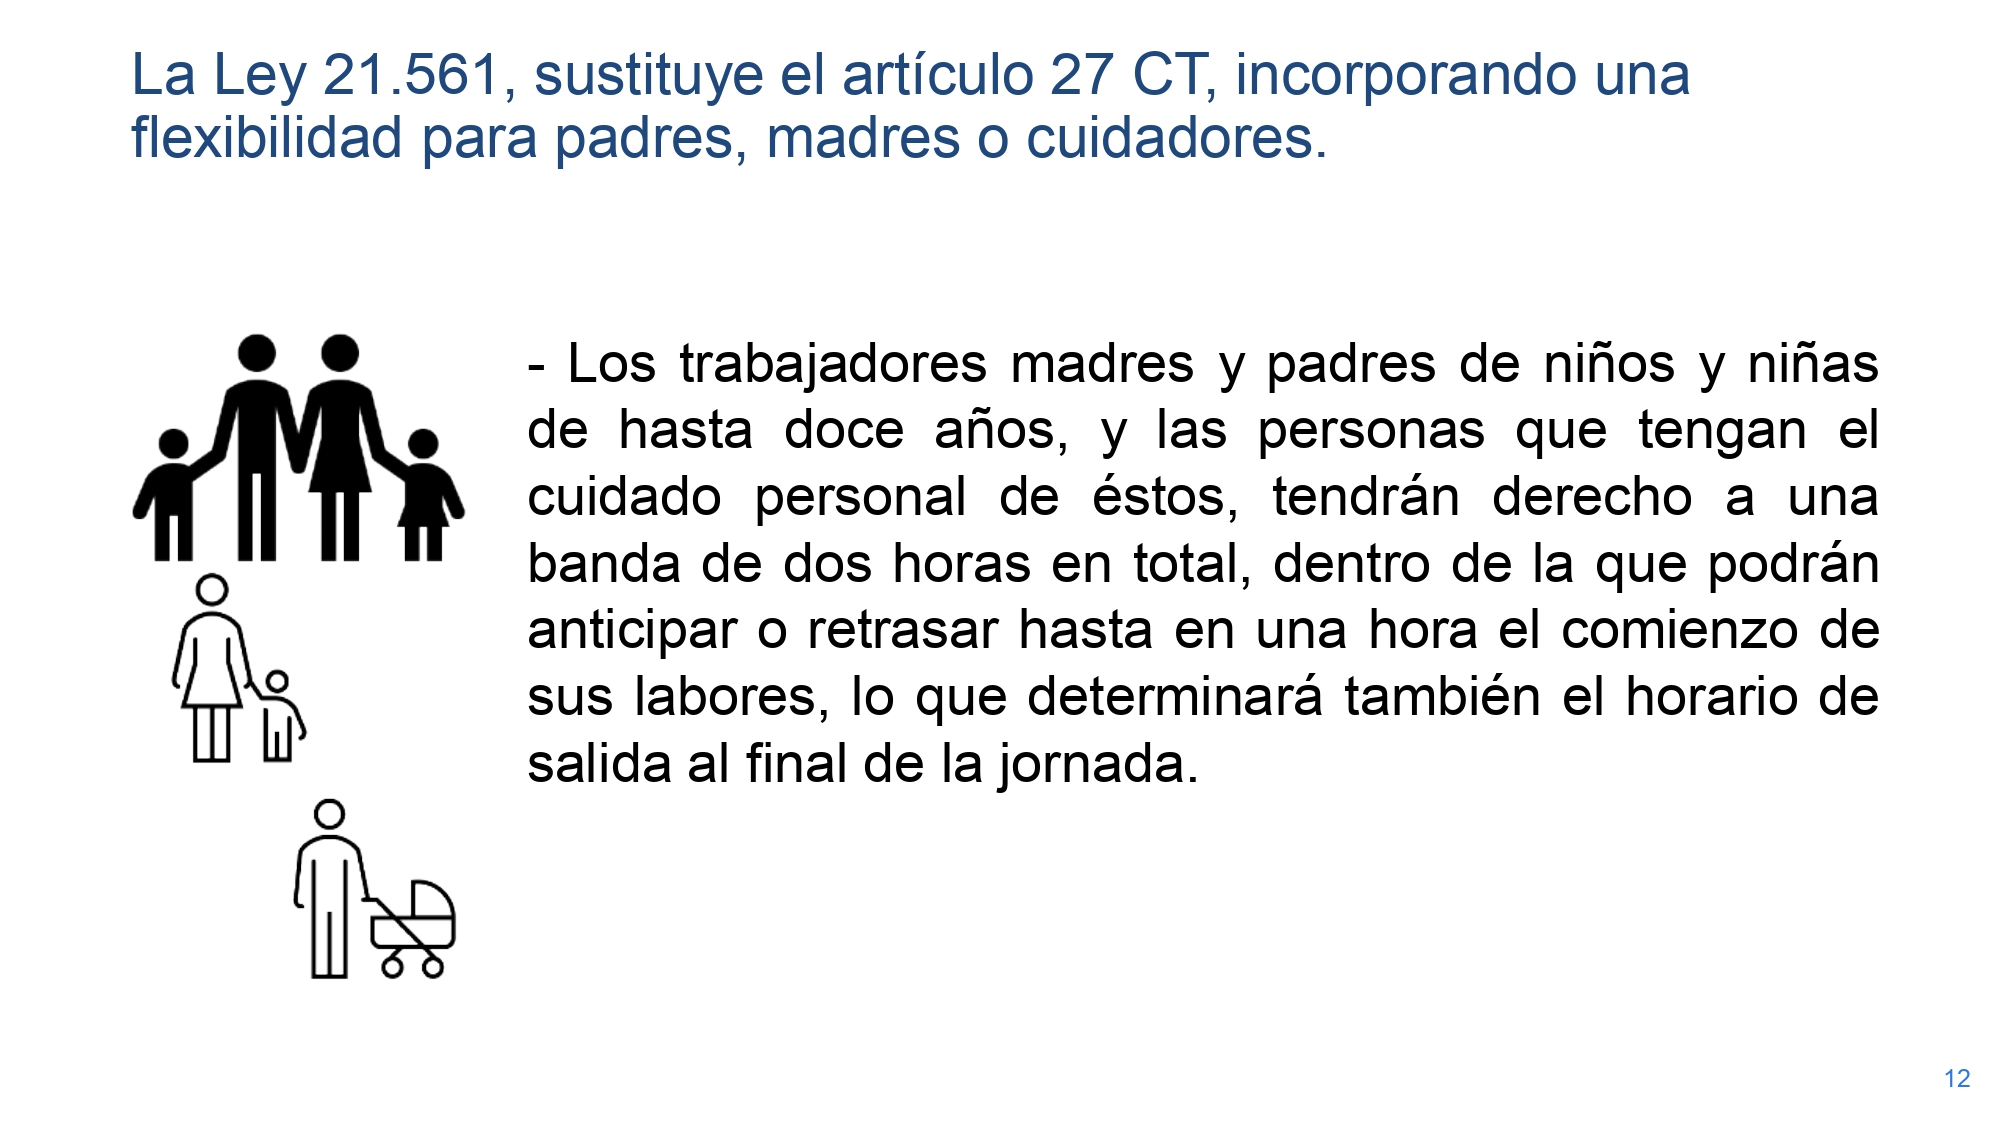 La Ley 21.561, sustituye el artículo 27 CT, incorporando una
flexibilidad para padres, madres o cuidadores.
- Los trabajadores madres y padres de niños y niñas
de hasta doce años, y las personas que tengan el
cuidado personal de éstos, tendrán derecho a una
banda de dos horas en total, dentro de la que podrán
anticipar o retrasar hasta en una hora el comienzo de
sus labores, lo que determinará también el horario de
salida al final de la jornada.
12